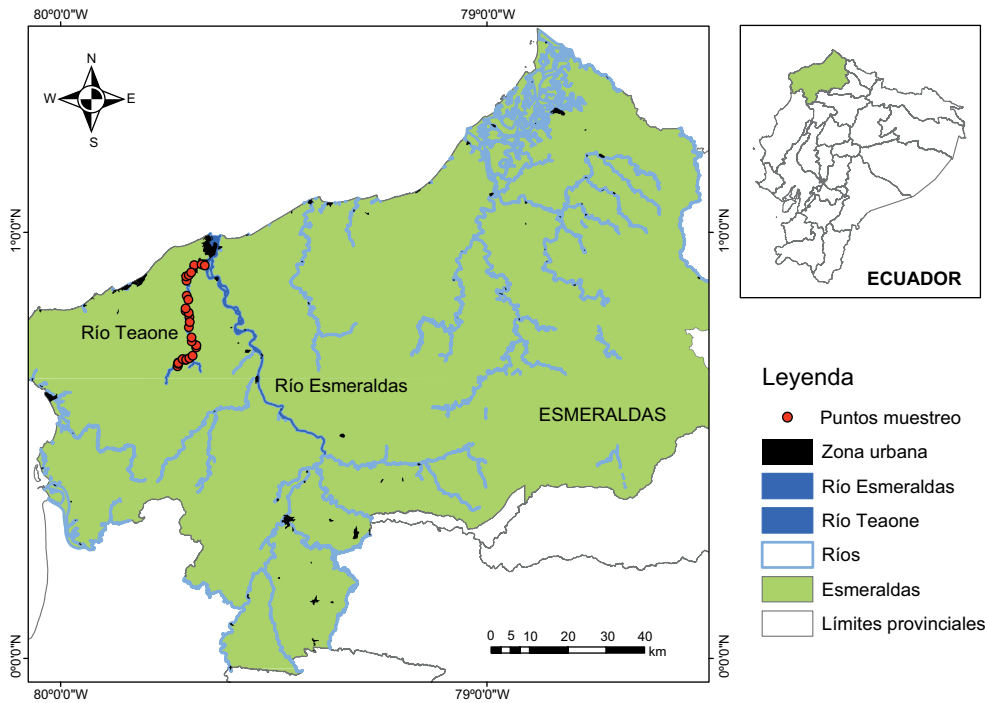 80°0'0"W
79°0'0"W
N
W
E
S
1°0'0"N
1°0'0"N
ECUADOR
Río Teaone
Río Esmeraldas
ESMERALDAS
Leyenda
Puntos muestreo
Zona urbana
Río Esmeraldas
Río Teaone
Ríos
Esmeraldas
Límites provinciales
0 5 10 20 30 40
km
0°0'0"N
0°0'0"N
80°0'0"W
79°0'0"W